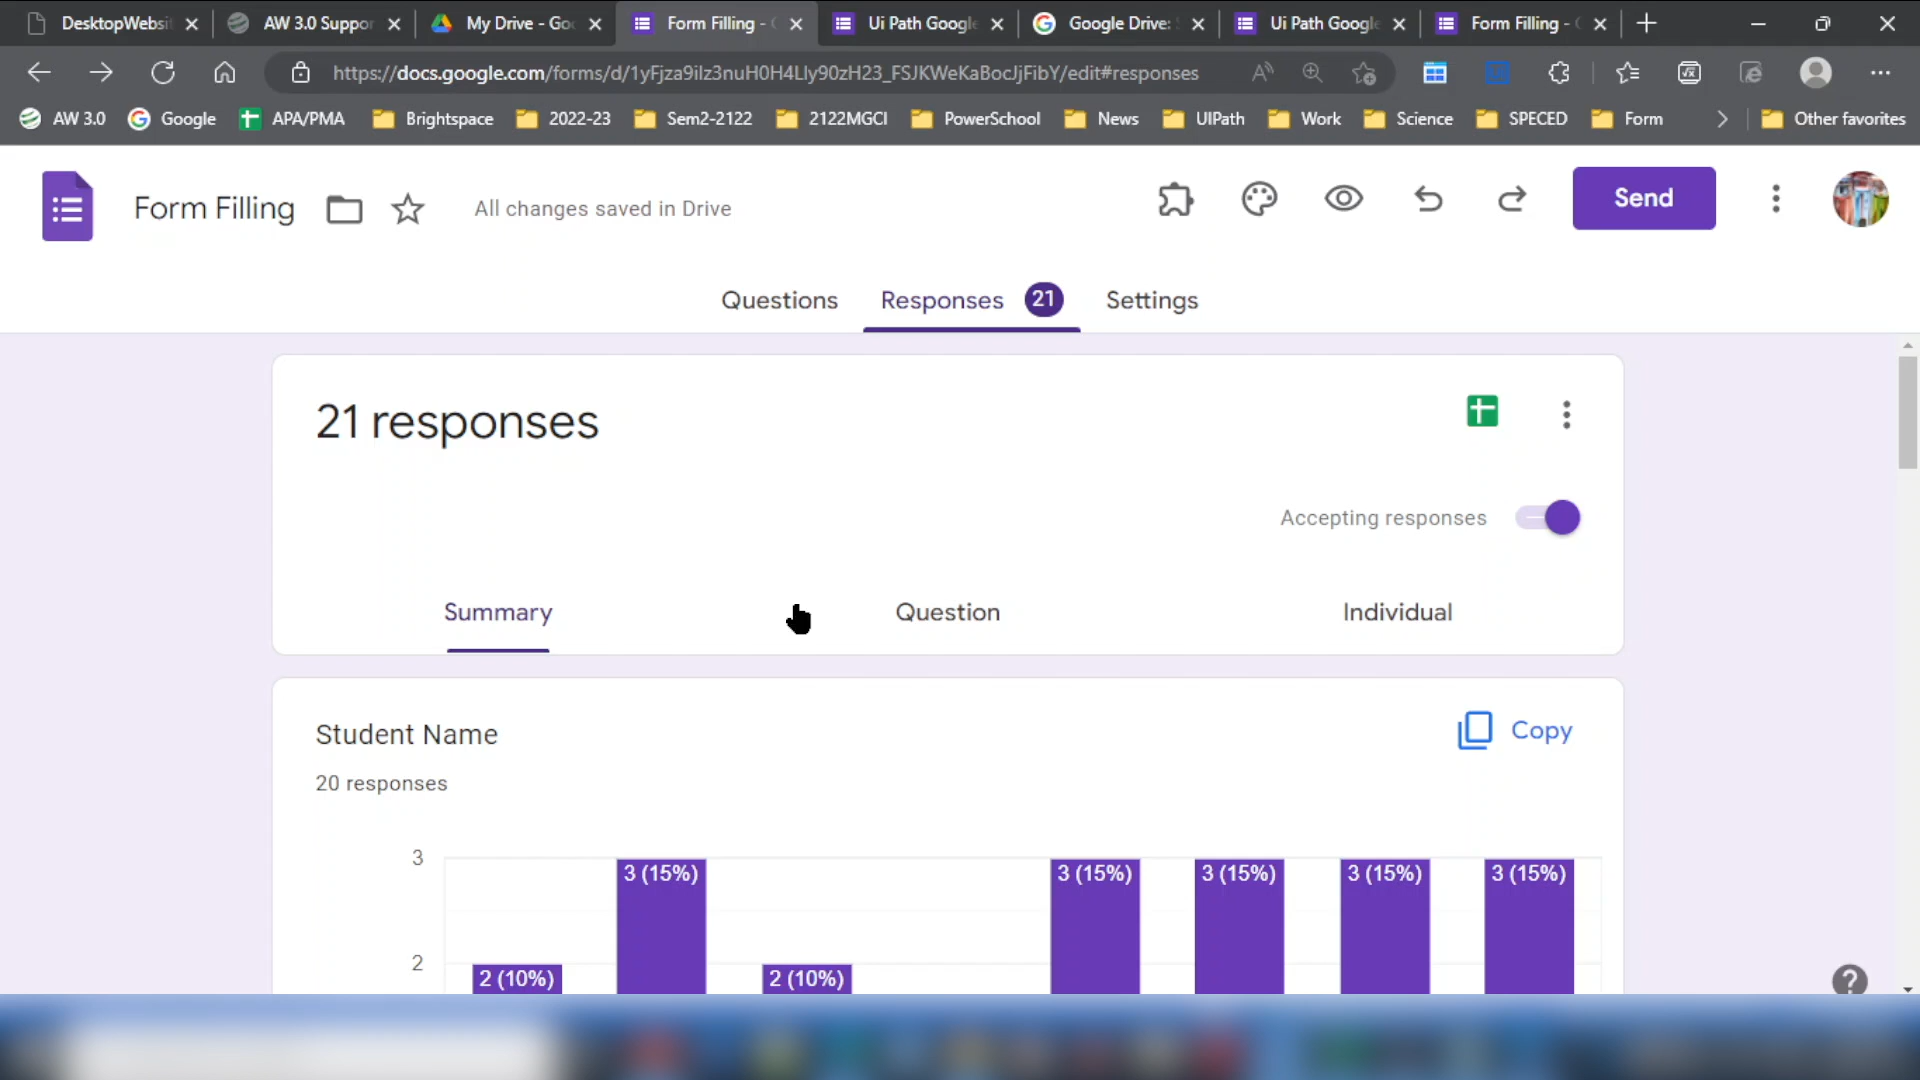 DesktopWebsi
AW 3.0 Suppor
My Drive - Goo
Form Filling - G
Ui Path Google
Google Drive: S
Ui Path Google
Form Filling - G
https://docs.google.com/forms/d/1yFjza9ilz3nuH0H4Lly90zH23_FSJKWeKaBocJjFibY/edit#responses
AW 3.0
Google
APA/PMA
Brightspace
2022-23
Sem2-2122
2122MGCI
PowerSchool
News
UIPath
Work
Science
SPECED
Form
Other favorites
Form Filling
All changes saved in Drive
Send
Questions
Responses 21
Settings
21 responses
Accepting responses
Summary
Question
Individual
Student Name
Copy
20 responses
3
3 (15%)
3 (15%)
3 (15%)
3 (15%)
3 (15%)
2
2 (10%)
2 (10%)